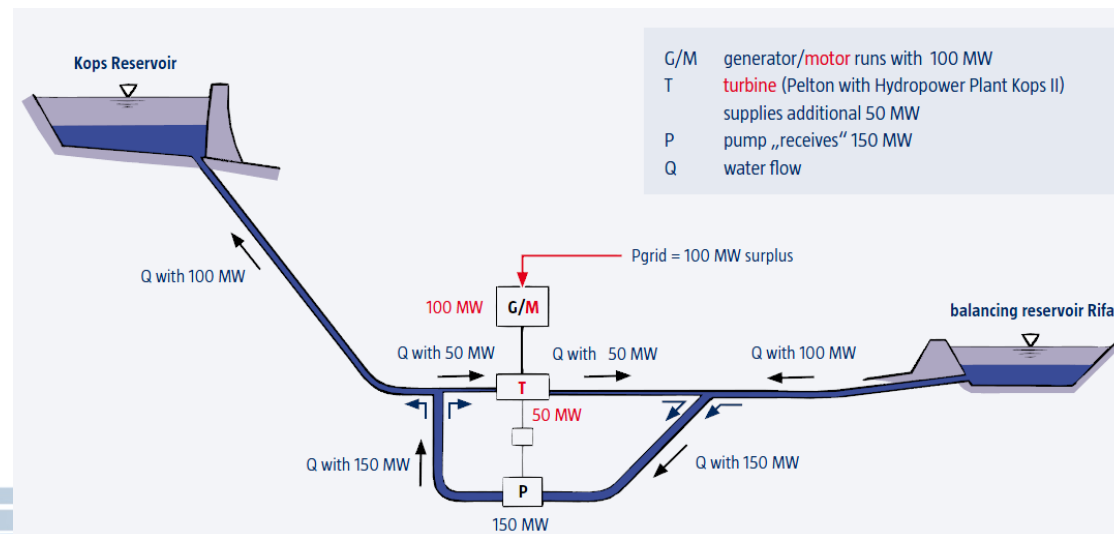 Kops Reservoir
G/M generator/motor runs with 100 MW
T turbine (Pelton with Hydropower Plant Kops II)
supplies additional 50 MW
P pump „receives“ 150 MW
Q water flow
Pgrid = 100 MW surplus
Q with 100 MW
100 MW
G/M
balancing reservoir Rifa
Q with 50 MW
Q with 50 MW
Q with 100 MW
T
50 MW
Q with 150 MW
Q with 150 MW
P
150 MW